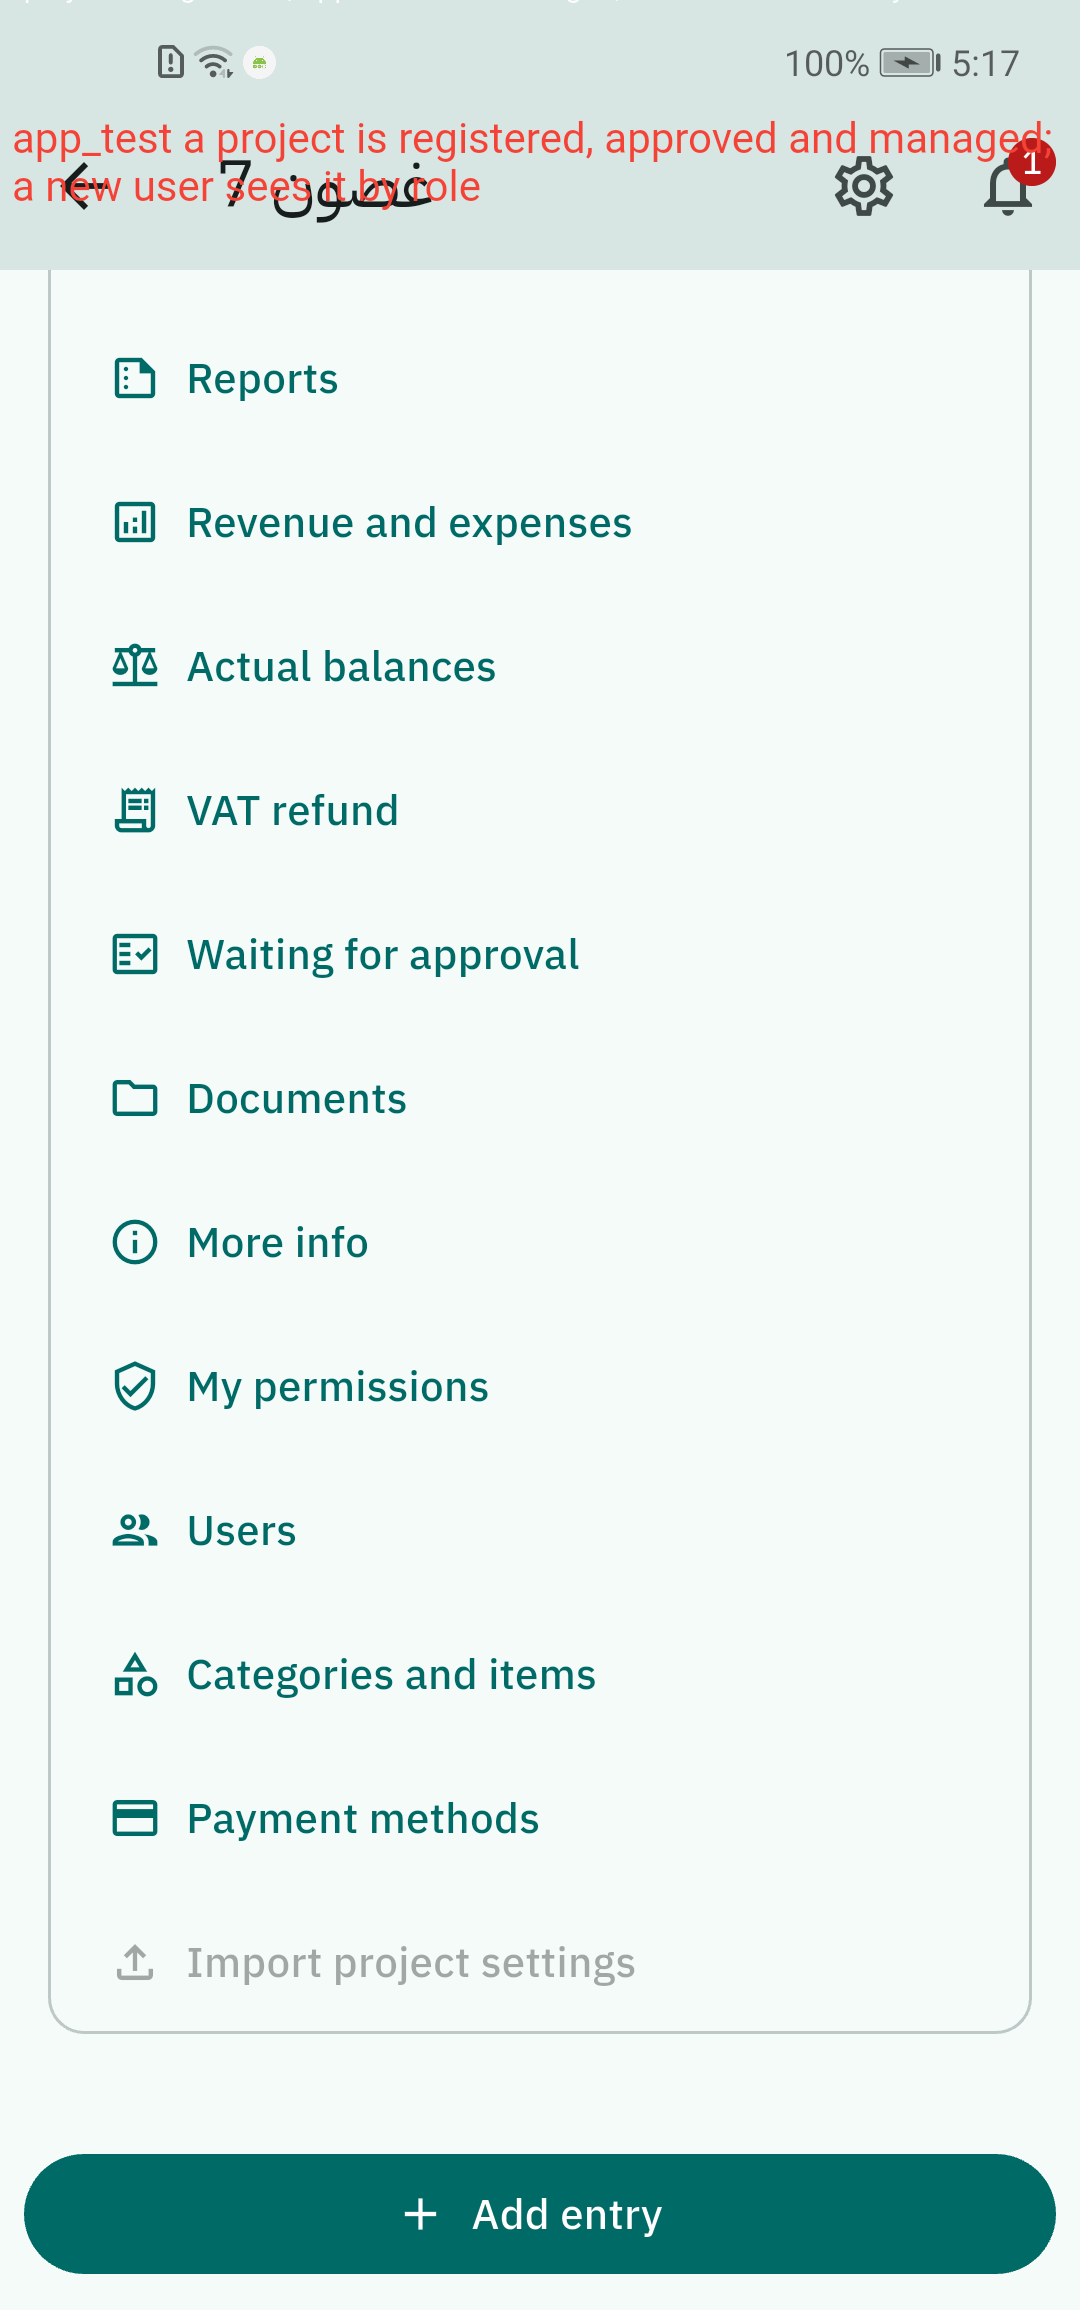 100% 5:17
app_test a project is registered, approved and managed;
a new user sees it by role
غصون 7
1
Reports
Revenue and expenses
Actual balances
VAT refund
Waiting for approval
Documents
More info
My permissions
Users
Categories and items
Payment methods
Import project settings
Add entry